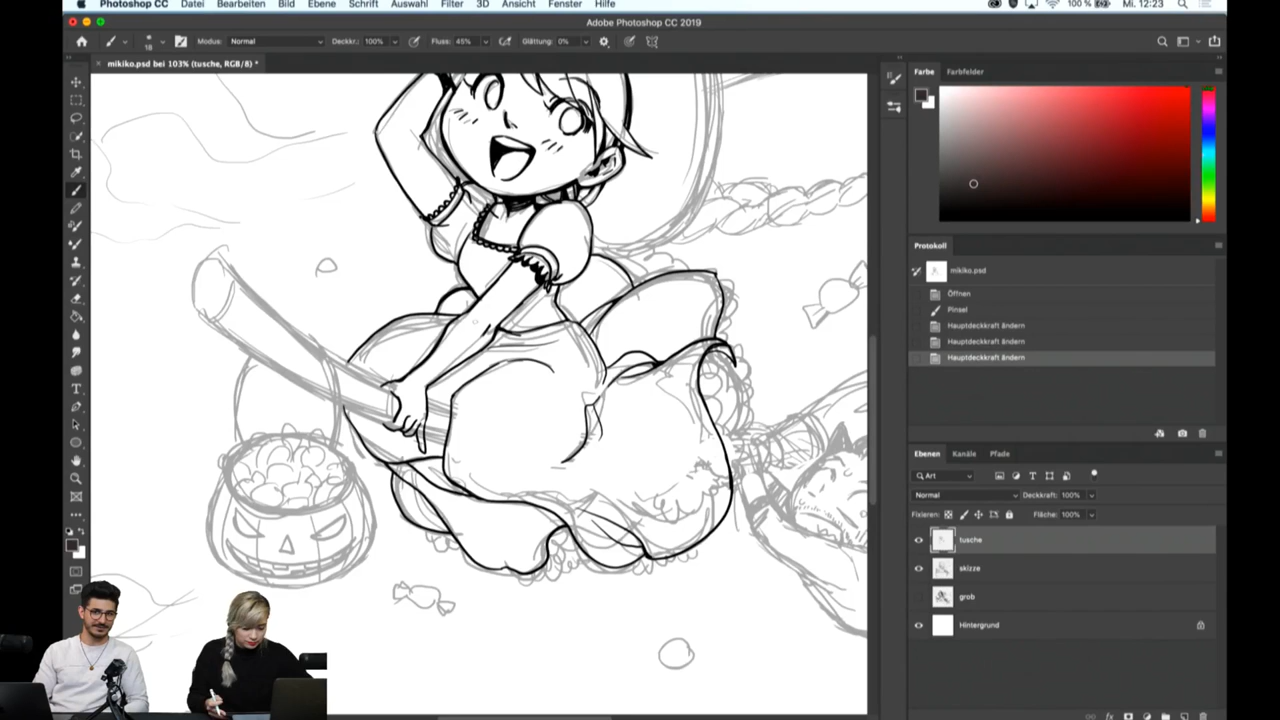 Photoshop CC Datei Bearbeiten Bild Ebene Schrift Auswahl Filter 3D Ansicht Fenster Hilfe 100 % Mi. 12:23
Adobe Photoshop CC 2019
18 Modus: Normal Deckkr.: 100% Fluss: 45% Glättung: 0%
× mikiko.psd bei 103% (tusche, RGB/8) *
Farbe Farbfelder
Protokoll
mikiko.psd
Öffnen
Pinsel
Hauptdeckkraft ändern
Hauptdeckkraft ändern
Hauptdeckkraft ändern
Ebenen Kanäle Pfade
Art
Normal Deckkraft: 100%
Fixieren: Fläche: 100%
tusche
skizze
grob
Hintergrund
fx